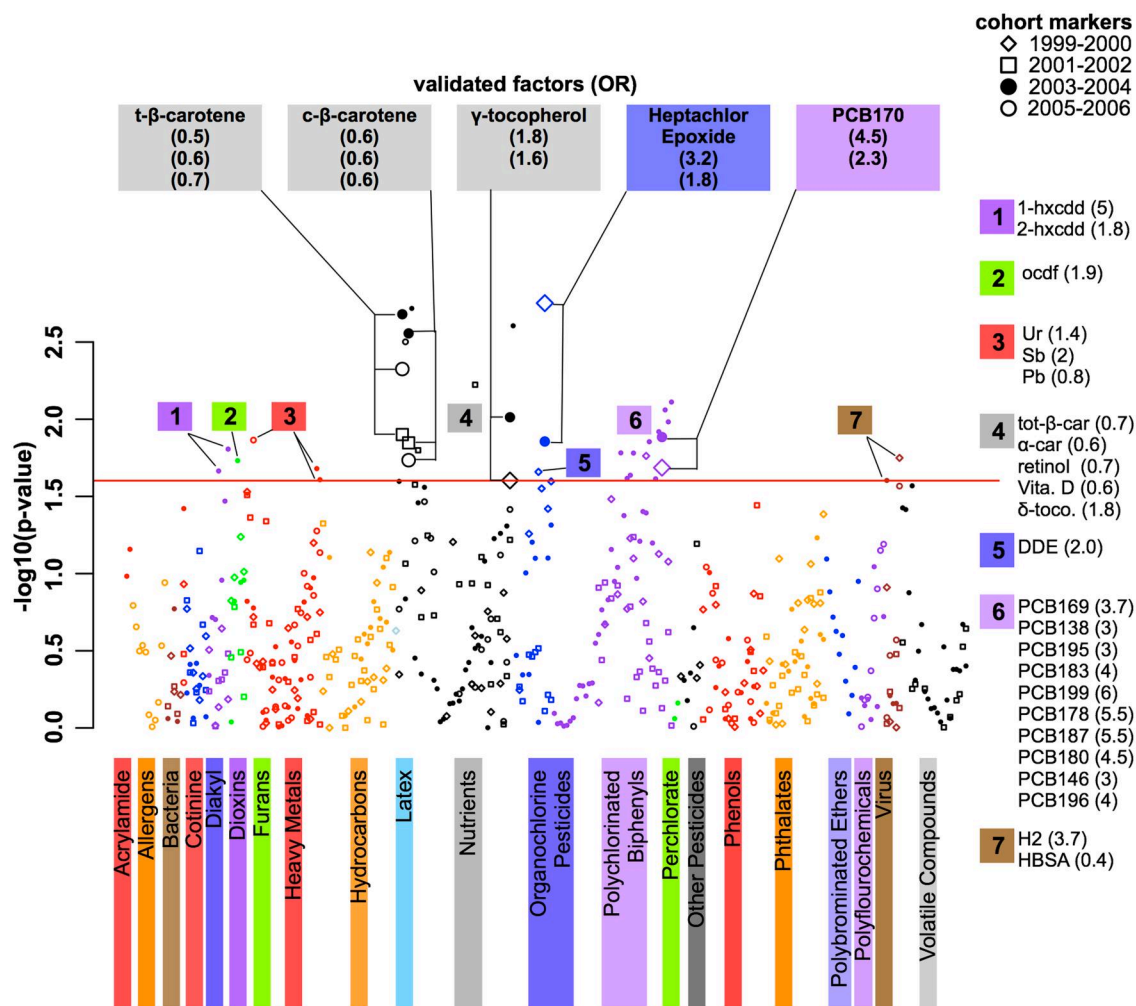 cohort markers
1999-2000
2001-2002
2003-2004
2005-2006
validated factors (OR)
t-β-carotene
(0.5)
(0.6)
(0.7)
c-β-carotene
(0.6)
(0.6)
(0.6)
γ-tocopherol
(1.8)
(1.6)
Heptachlor
Epoxide
(3.2)
(1.8)
PCB170
(4.5)
(2.3)
1
1-hxcdd (5)
2-hxcdd (1.8)
2
ocdf (1.9)
3
Ur (1.4)
Sb (2)
Pb (0.8)
4
tot-β-car (0.7)
α-car (0.6)
retinol (0.7)
Vita. D (0.6)
δ-toco. (1.8)
5
DDE (2.0)
6
PCB169 (3.7)
PCB138 (3)
PCB195 (3)
PCB183 (4)
PCB199 (6)
PCB178 (5.5)
PCB187 (5.5)
PCB180 (4.5)
PCB146 (3)
PCB196 (4)
7
H2 (3.7)
HBSA (0.4)
-log10(p-value)
2.5
2.0
1.5
1.0
0.5
0.0
1
2
3
4
5
6
7
Acrylamide
Allergens
Bacteria
Cotinine
Diakyl
Dioxins
Furans
Heavy Metals
Hydrocarbons
Latex
Nutrients
Organochlorine
Pesticides
Polychlorinated
Biphenyls
Perchlorate
Other Pesticides
Phenols
Phthalates
Polybrominated Ethers
Polyflourochemicals
Virus
Volatile Compounds